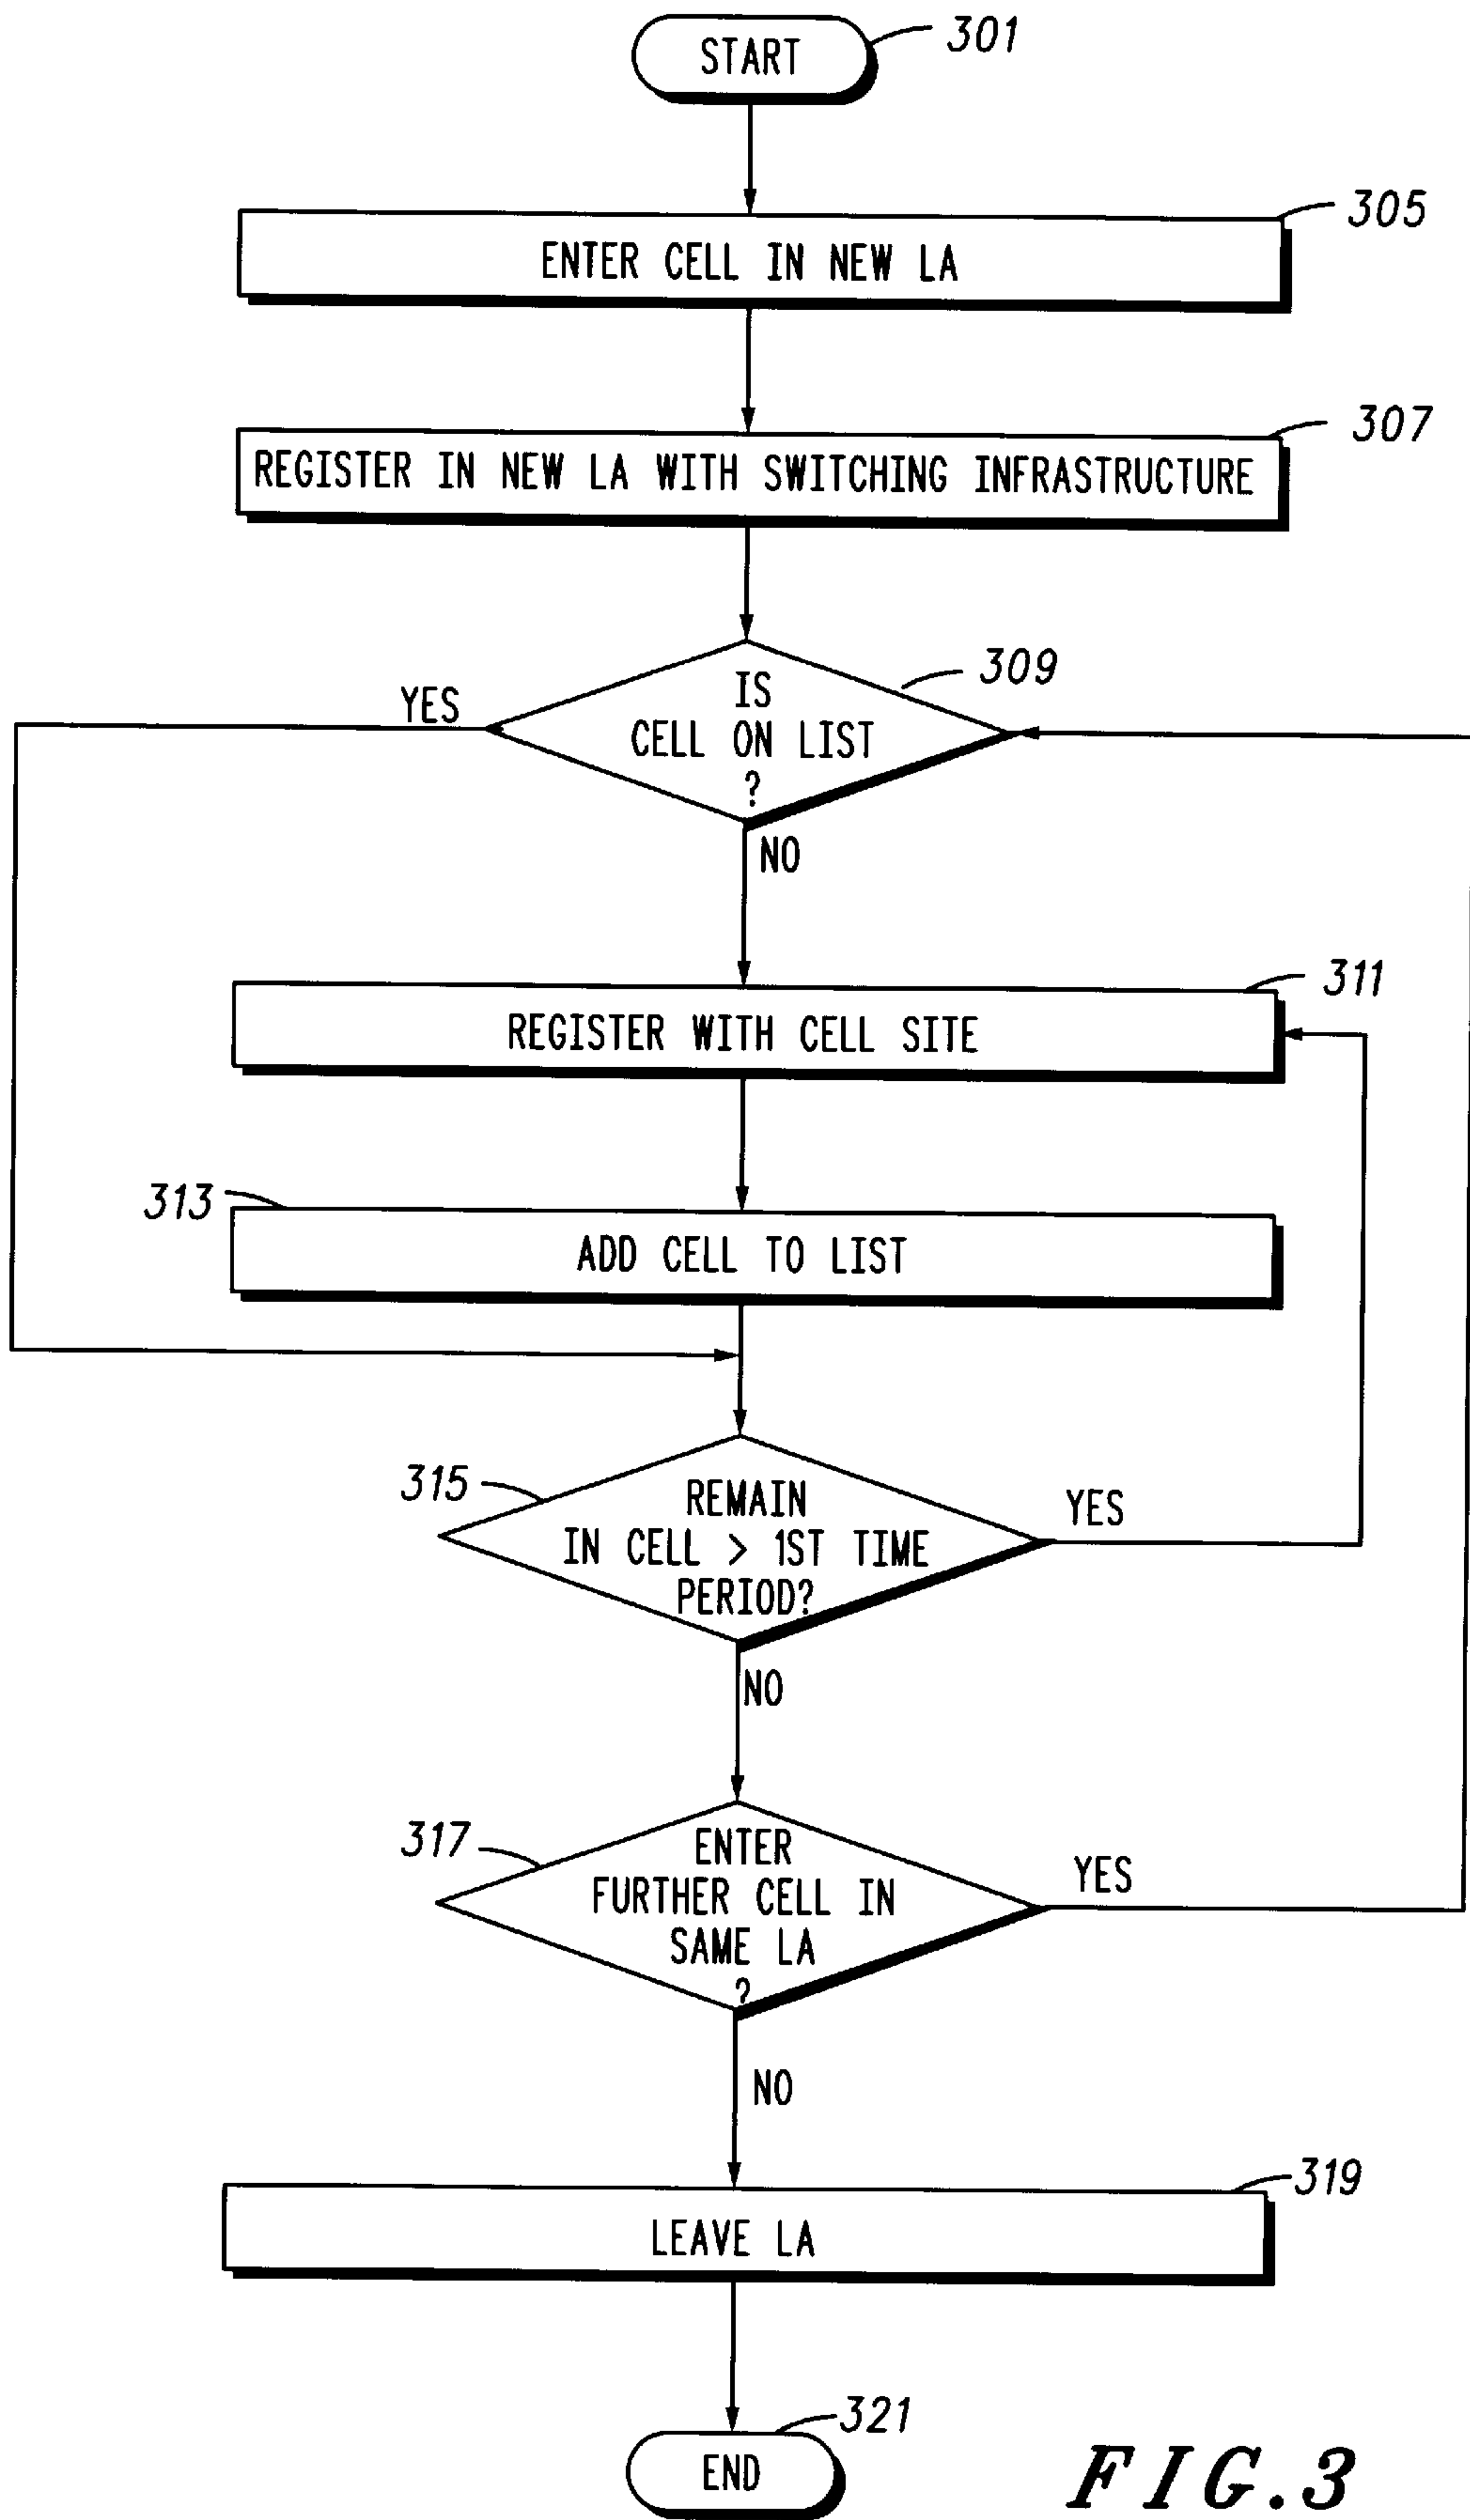 START
301
305
ENTER CELL IN NEW LA
307
REGISTER IN NEW LA WITH SWITCHING INFRASTRUCTURE
309
YES
IS
CELL ON LIST
?
NO
311
REGISTER WITH CELL SITE
313
ADD CELL TO LIST
315
REMAIN
IN CELL > 1ST TIME
PERIOD?
YES
NO
317
ENTER
FURTHER CELL IN
SAME LA
?
YES
NO
319
LEAVE LA
321
END
FIG.3